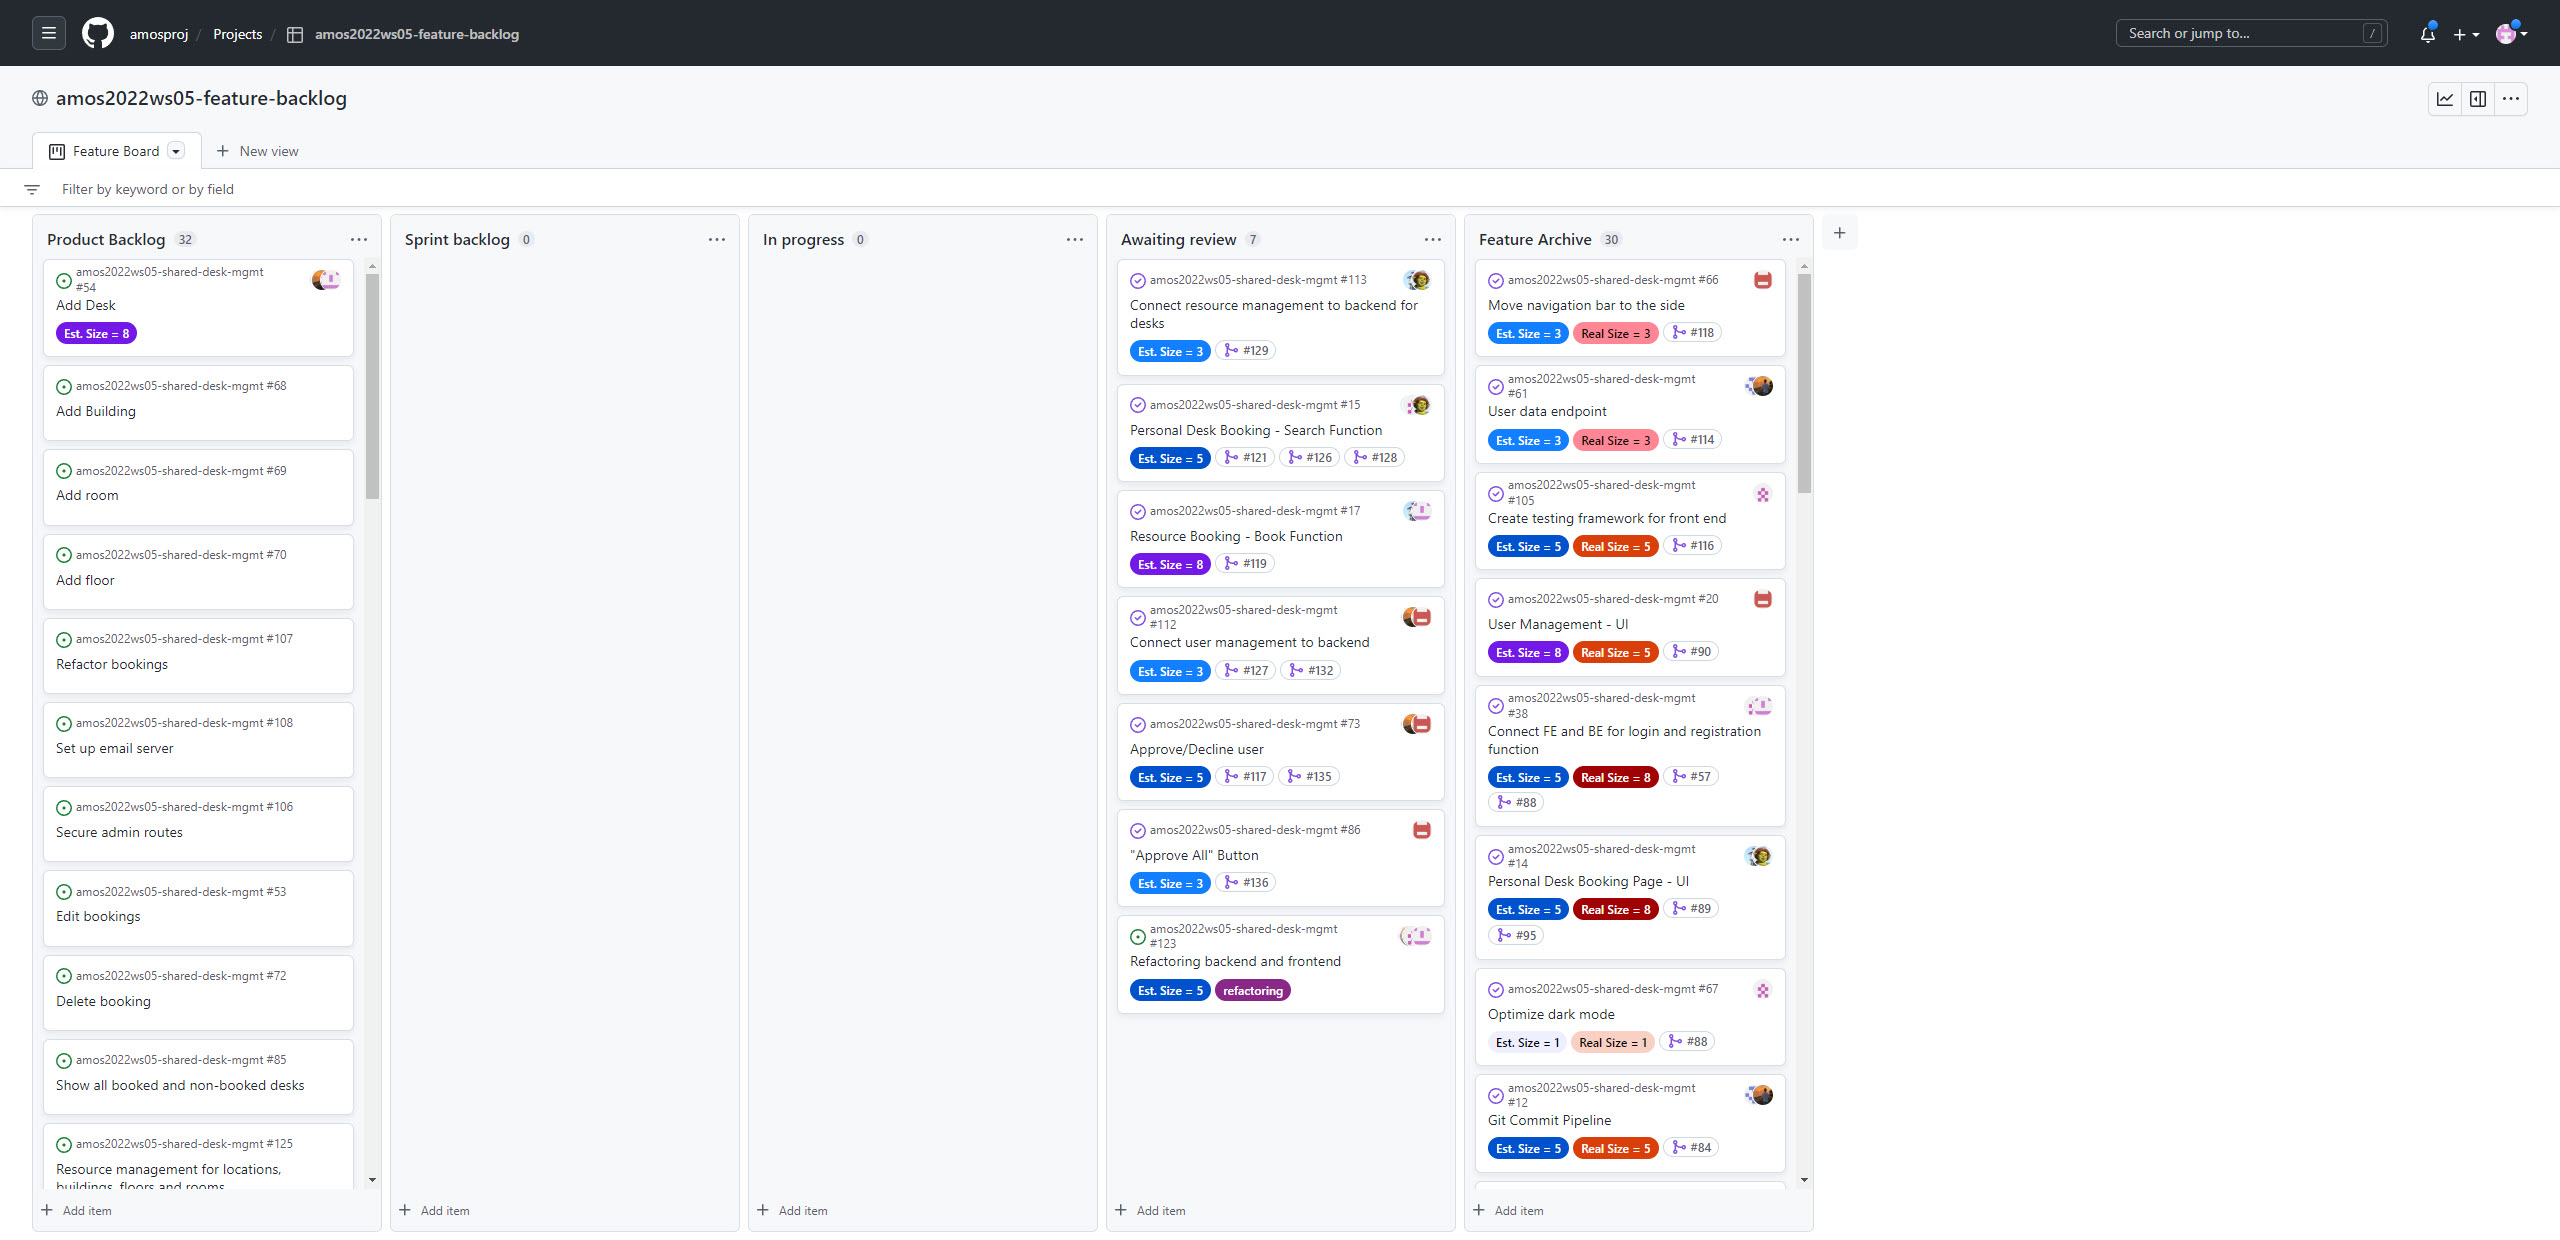 amosproj / Projects / amos2022ws05-feature-backlog
Search or jump to... /
amos2022ws05-feature-backlog
Feature Board
New view
Filter by keyword or by field
Product Backlog 32
amos2022ws05-shared-desk-mgmt
#54
Add Desk
Est. Size = 8
amos2022ws05-shared-desk-mgmt #68
Add Building
amos2022ws05-shared-desk-mgmt #69
Add room
amos2022ws05-shared-desk-mgmt #70
Add floor
amos2022ws05-shared-desk-mgmt #107
Refactor bookings
amos2022ws05-shared-desk-mgmt #108
Set up email server
amos2022ws05-shared-desk-mgmt #106
Secure admin routes
amos2022ws05-shared-desk-mgmt #53
Edit bookings
amos2022ws05-shared-desk-mgmt #72
Delete booking
amos2022ws05-shared-desk-mgmt #85
Show all booked and non-booked desks
amos2022ws05-shared-desk-mgmt #125
Resource management for locations,
buildings, floors and rooms
Add item
Sprint backlog 0
Add item
In progress 0
Add item
Awaiting review 7
amos2022ws05-shared-desk-mgmt #113
Connect resource management to backend for
desks
Est. Size = 3 #129
amos2022ws05-shared-desk-mgmt #15
Personal Desk Booking - Search Function
Est. Size = 5 #121 #126 #128
amos2022ws05-shared-desk-mgmt #17
Resource Booking - Book Function
Est. Size = 8 #119
amos2022ws05-shared-desk-mgmt
#112
Connect user management to backend
Est. Size = 3 #127 #132
amos2022ws05-shared-desk-mgmt #73
Approve/Decline user
Est. Size = 5 #117 #135
amos2022ws05-shared-desk-mgmt #86
"Approve All" Button
Est. Size = 3 #136
amos2022ws05-shared-desk-mgmt
#123
Refactoring backend and frontend
Est. Size = 5 refactoring
Add item
Feature Archive 30
amos2022ws05-shared-desk-mgmt #66
Move navigation bar to the side
Est. Size = 3 Real Size = 3 #118
amos2022ws05-shared-desk-mgmt
#61
User data endpoint
Est. Size = 3 Real Size = 3 #114
amos2022ws05-shared-desk-mgmt
#105
Create testing framework for front end
Est. Size = 5 Real Size = 5 #116
amos2022ws05-shared-desk-mgmt #20
User Management - UI
Est. Size = 8 Real Size = 5 #90
amos2022ws05-shared-desk-mgmt
#38
Connect FE and BE for login and registration
function
Est. Size = 5 Real Size = 8 #57
#88
amos2022ws05-shared-desk-mgmt
#14
Personal Desk Booking Page - UI
Est. Size = 5 Real Size = 8 #89
#95
amos2022ws05-shared-desk-mgmt #67
Optimize dark mode
Est. Size = 1 Real Size = 1 #88
amos2022ws05-shared-desk-mgmt
#12
Git Commit Pipeline
Est. Size = 5 Real Size = 5 #84
Add item